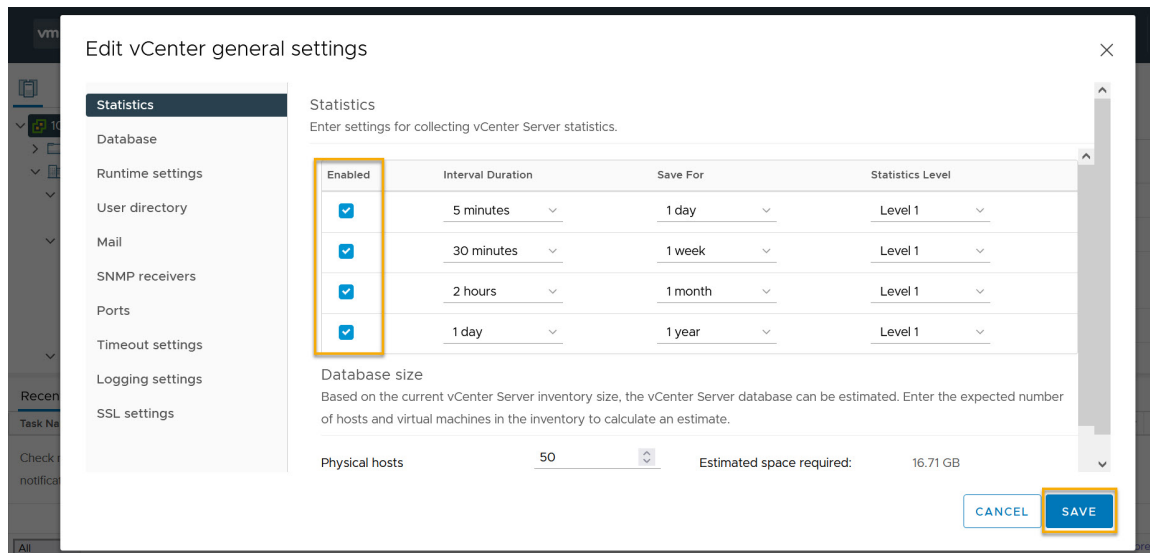 vm
Edit vCenter general settings
10
Statistics
Database
Runtime settings
User directory
Mail
SNMP receivers
Ports
Timeout settings
Logging settings
SSL settings
Statistics
Enter settings for collecting vCenter Server statistics.
Enabled Interval Duration Save For Statistics Level
5 minutes 1 day Level 1
30 minutes 1 week Level 1
2 hours 1 month Level 1
1 day 1 year Level 1
Database size
Based on the current vCenter Server inventory size, the vCenter Server database can be estimated. Enter the expected number
of hosts and virtual machines in the inventory to calculate an estimate.
Physical hosts 50 Estimated space required: 16.71 GB
Recen
Task Na
Check
notificat
CANCEL SAVE
All